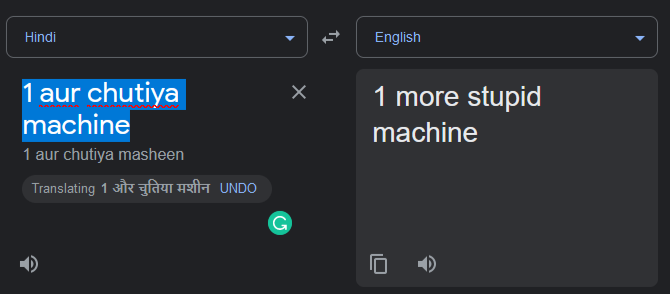 Hindi
English
1 aur chutiya
machine
1 aur chutiya masheen
Translating 1 और चुतिया मशीन UNDO
1 more stupid
machine